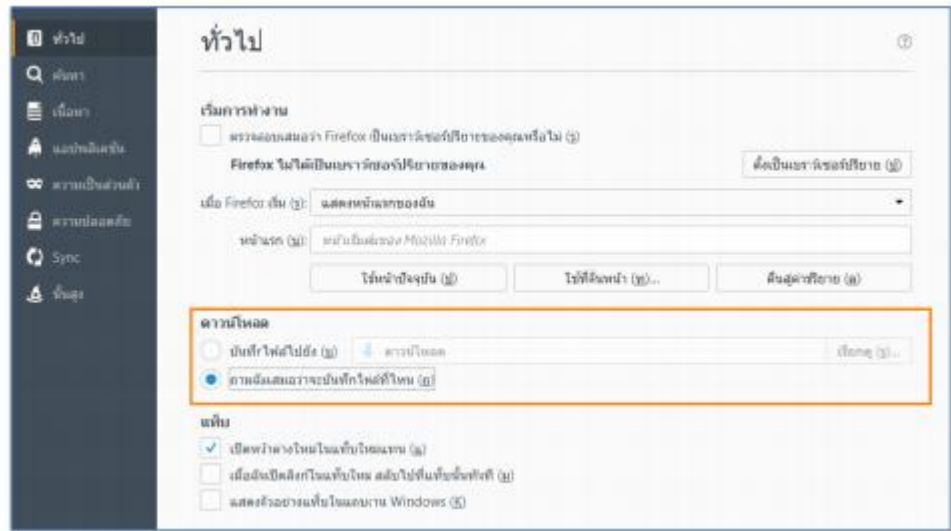 ทั่วไป
ค้นหา
เนื้อหา
แอปพลิเคชัน
ความเป็นส่วนตัว
ความปลอดภัย
Sync
ขั้นสูง
ทั่วไป
เริ่มการทำงาน
ตรวจสอบเสมอว่า Firefox เป็นเบราว์เซอร์ปริยายของคุณหรือไม่ (ร)
Firefox ไม่ได้เป็นเบราว์เซอร์ปริยายของคุณ
ตั้งเป็นเบราว์เซอร์ปริยาย (ป)
เมื่อ Firefox เริ่ม (ร): แสดงหน้าแรกของฉัน
หน้าแรก (น): หน้าเริ่มต้นของ Mozilla Firefox
ใช้หน้าปัจจุบัน (ป) ใช้ที่คั่นหน้า (ท)... คืนสู่ค่าปริยาย (ค)
ดาวน์โหลด
บันทึกไฟล์ไปยัง (บ) ดาวน์โหลด เรียกดู (ร)...
ถามฉันเสมอว่าจะบันทึกไฟล์ที่ไหน (ถ)
แท็บ
เปิดหน้าต่างใหม่ในแท็บใหม่แทน
เมื่อฉันเปิดลิงก์ในแท็บใหม่ สลับไปที่แท็บนั้นทันที (ม)
แสดงตัวอย่างแท็บในแถบงาน Windows (K)